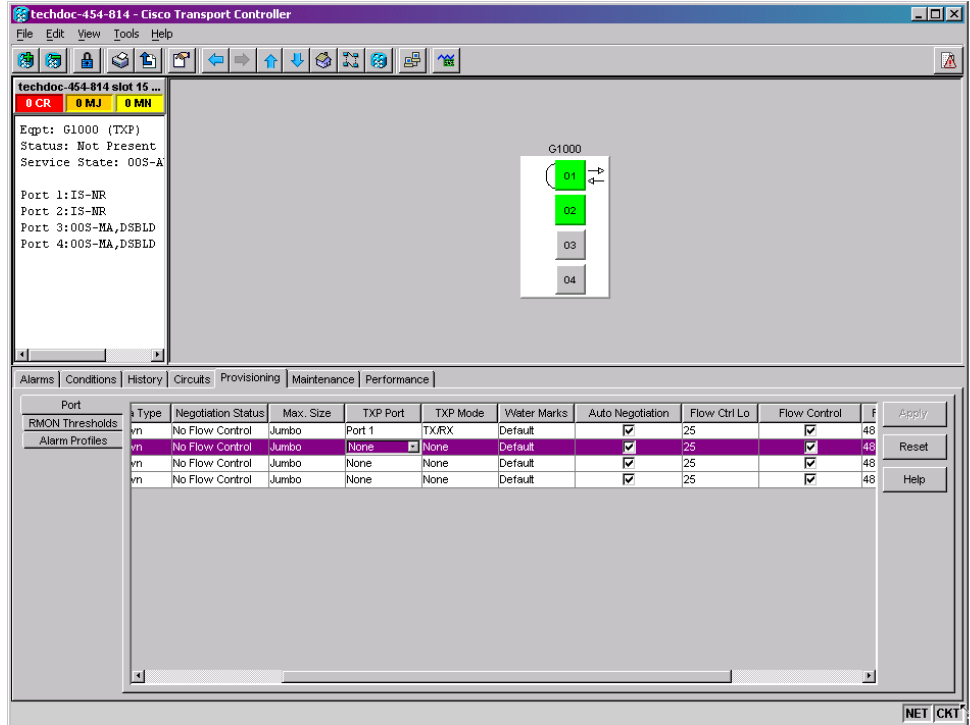 techdoc-454-814 - Cisco Transport Controller
File Edit View Tools Help
techdoc-454-814 slot 15 ...
0 CR 0 MJ 0 MN
Eqpt: G1000 (TXP)
Status: Not Present
Service State: OOS-A
Port 1:IS-NR
Port 2:IS-NR
Port 3:OOS-MA,DSBLD
Port 4:OOS-MA,DSBLD
G1000
01
02
03
04
Alarms Conditions History Circuits Provisioning Maintenance Performance
Port
RMON Thresholds
Alarm Profiles
a Type Negotiation Status Max. Size TXP Port TXP Mode Water Marks Auto Negotiation Flow Ctrl Lo Flow Control F
wn No Flow Control Jumbo Port 1 TX/RX Default 25 48
wn No Flow Control Jumbo None None Default 25 48
wn No Flow Control Jumbo None None Default 25 48
wn No Flow Control Jumbo None None Default 25 48
Apply
Reset
Help
NET CKT